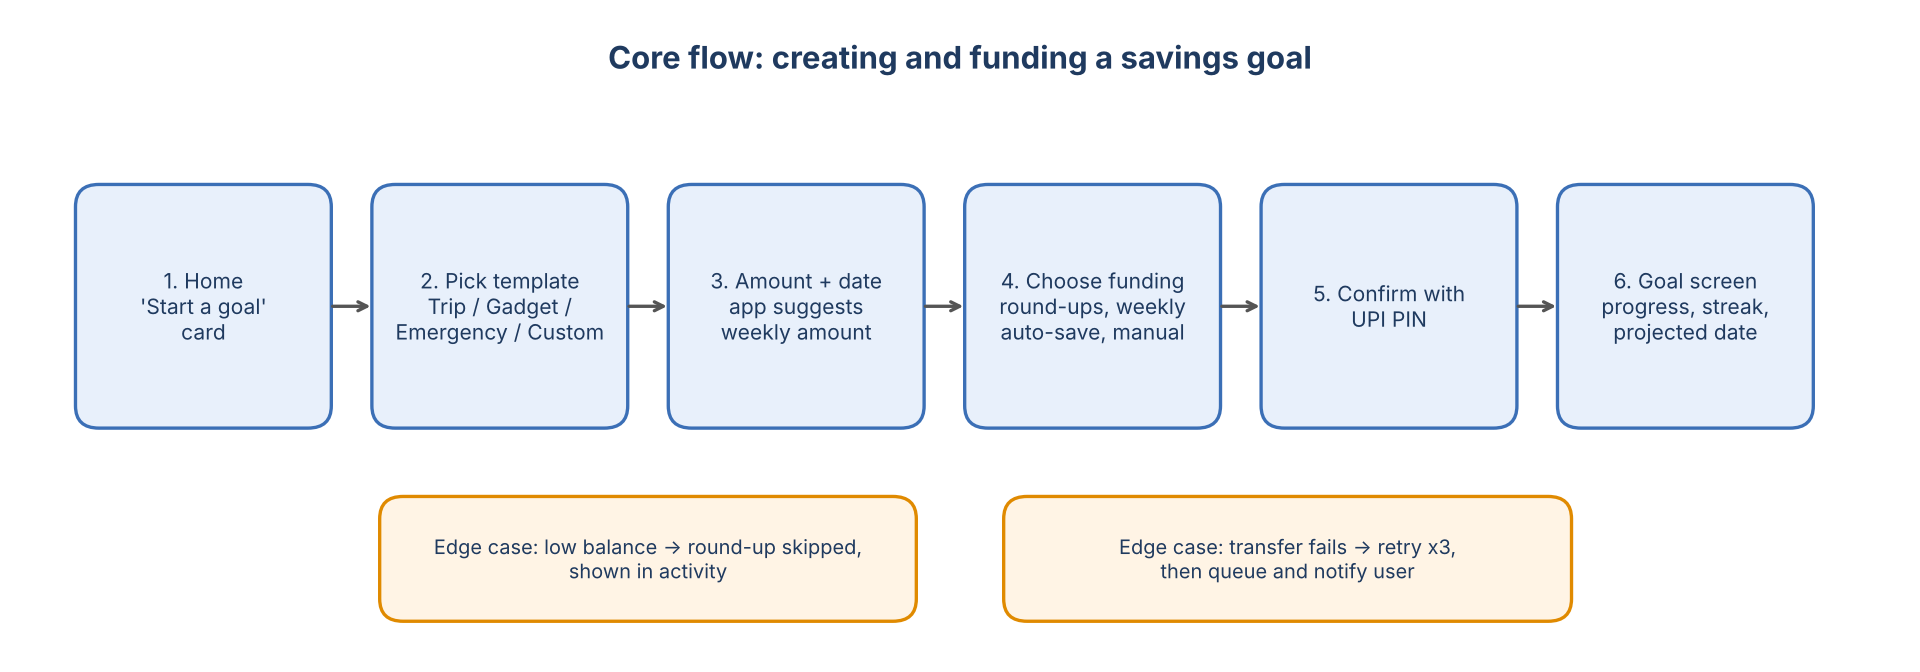 Core flow: creating and funding a savings goal
1. Home
'Start a goal'
card
2. Pick template
Trip / Gadget /
Emergency / Custom
3. Amount + date
app suggests
weekly amount
4. Choose funding
round-ups, weekly
auto-save, manual
5. Confirm with
UPI PIN
6. Goal screen
progress, streak,
projected date
Edge case: low balance → round-up skipped,
shown in activity
Edge case: transfer fails → retry x3,
then queue and notify user